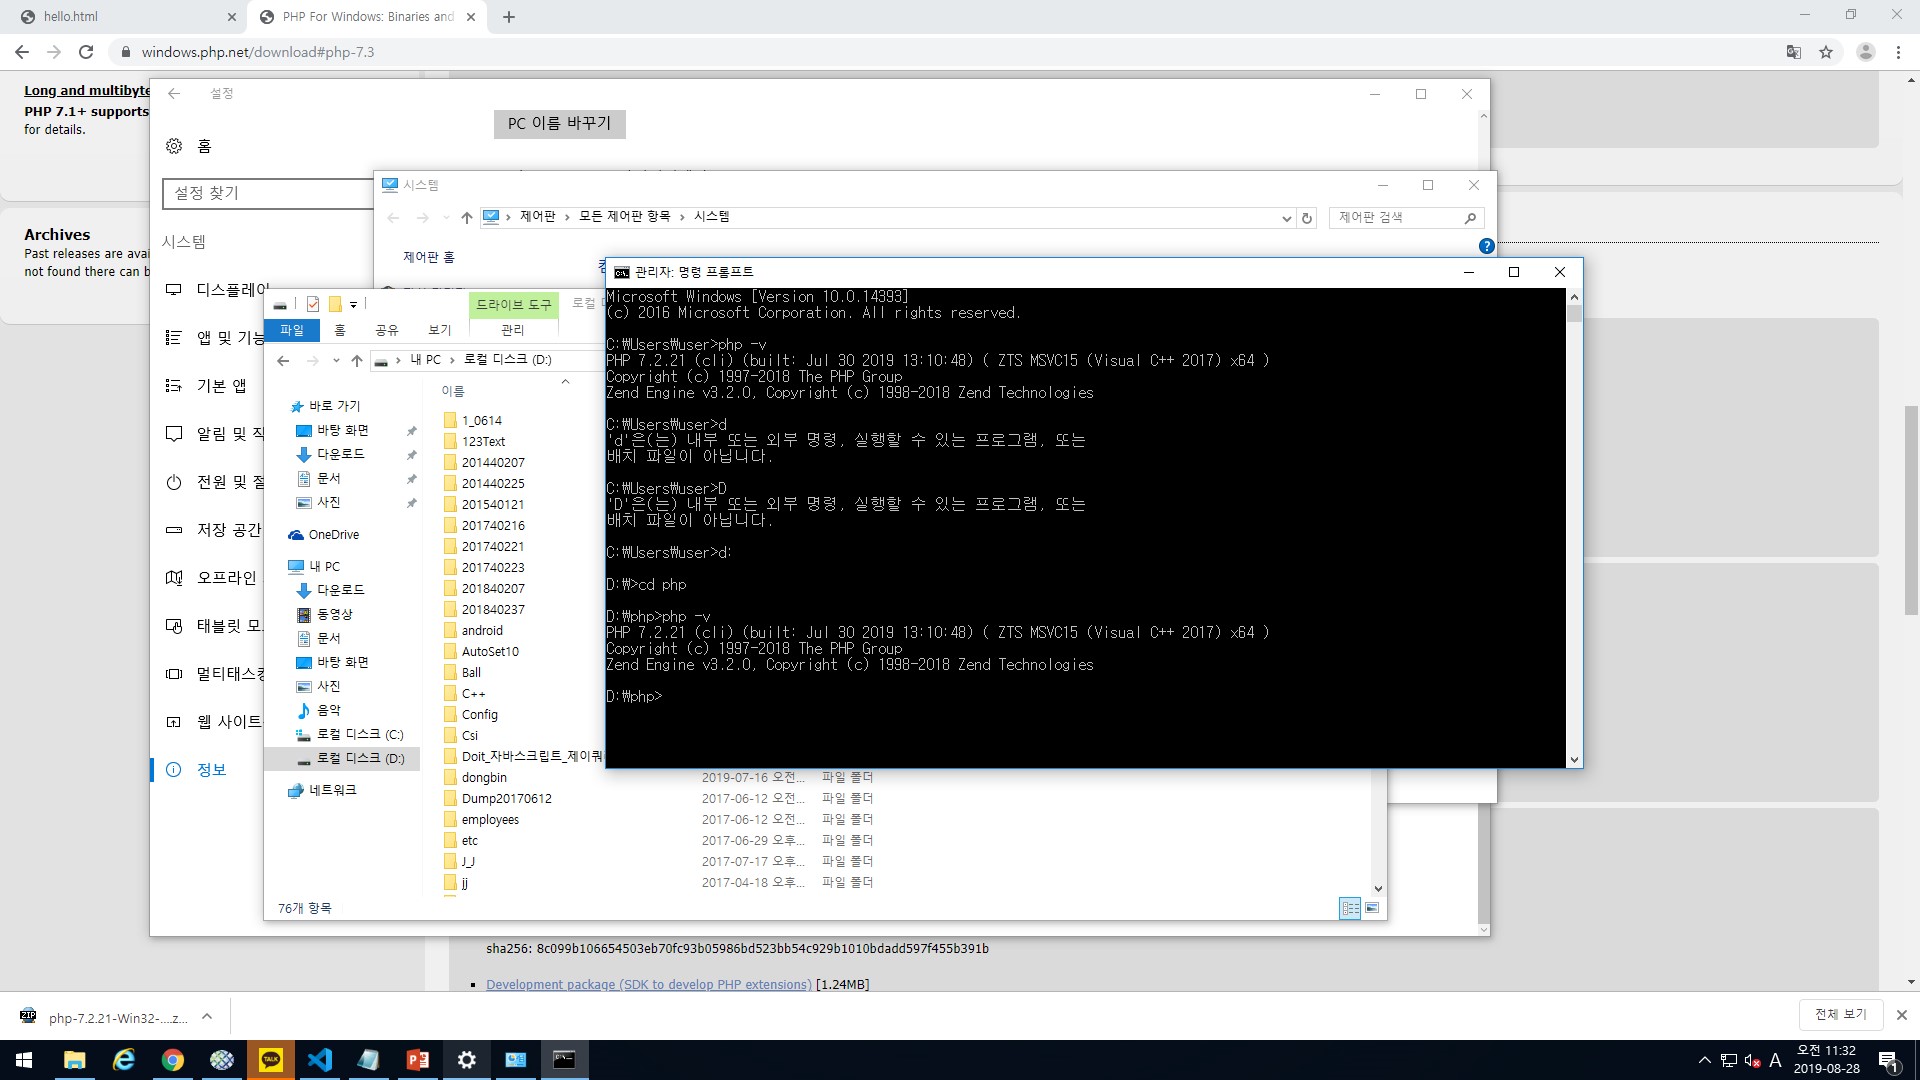 hello.html
PHP For Windows: Binaries and
windows.php.net/download#php-7.3
Long and multibyte
PHP 7.1+ supports
for details.
Archives
Past releases are avai
not found there can b
설정
PC 이름 바꾸기
홈
설정 찾기
시스템
디스플레이
앱 및 기능
기본 앱
알림 및 작
전원 및 절
저장 공간
오프라인
태블릿 모
멀티태스킹
웹 사이트
정보
시스템
제어판 > 모든 제어판 항목 > 시스템
제어판 검색
제어판 홈
드라이브 도구
로컬
파일 홈 공유 보기 관리
내 PC > 로컬 디스크 (D:)
바로 가기
바탕 화면
다운로드
문서
사진
OneDrive
내 PC
다운로드
동영상
문서
바탕 화면
사진
음악
로컬 디스크 (C:)
로컬 디스크 (D:)
네트워크
이름
1_0614
123Text
201440207
201440225
201540121
201740216
201740221
201740223
201840207
201840237
android
AutoSet10
Ball
C++
Config
Csi
Doit_자바스크립트_제이쿼
dongbin 2019-07-16 오전... 파일 폴더
Dump20170612 2017-06-12 오전... 파일 폴더
employees 2017-06-12 오전... 파일 폴더
etc 2017-06-29 오후... 파일 폴더
J_J 2017-07-17 오후... 파일 폴더
jj 2017-04-18 오후... 파일 폴더
76개 항목
관리자: 명령 프롬프트
Microsoft Windows [Version 10.0.14393]
(c) 2016 Microsoft Corporation. All rights reserved.
C:₩Users₩user>php -v
PHP 7.2.21 (cli) (built: Jul 30 2019 13:10:48) ( ZTS MSVC15 (Visual C++ 2017) x64 )
Copyright (c) 1997-2018 The PHP Group
Zend Engine v3.2.0, Copyright (c) 1998-2018 Zend Technologies
C:₩Users₩user>d
'd'은(는) 내부 또는 외부 명령, 실행할 수 있는 프로그램, 또는
배치 파일이 아닙니다.
C:₩Users₩user>D
'D'은(는) 내부 또는 외부 명령, 실행할 수 있는 프로그램, 또는
배치 파일이 아닙니다.
C:₩Users₩user>d:
D:₩>cd php
D:₩php>php -v
PHP 7.2.21 (cli) (built: Jul 30 2019 13:10:48) ( ZTS MSVC15 (Visual C++ 2017) x64 )
Copyright (c) 1997-2018 The PHP Group
Zend Engine v3.2.0, Copyright (c) 1998-2018 Zend Technologies
D:₩php>
sha256: 8c099b106654503eb70fc93b05986bd523bb54c929b1010bdadd597f455b391b
Development package (SDK to develop PHP extensions) [1.24MB]
php-7.2.21-Win32-....z...
전체 보기
TALK
A
오전 11:32
2019-08-28
1